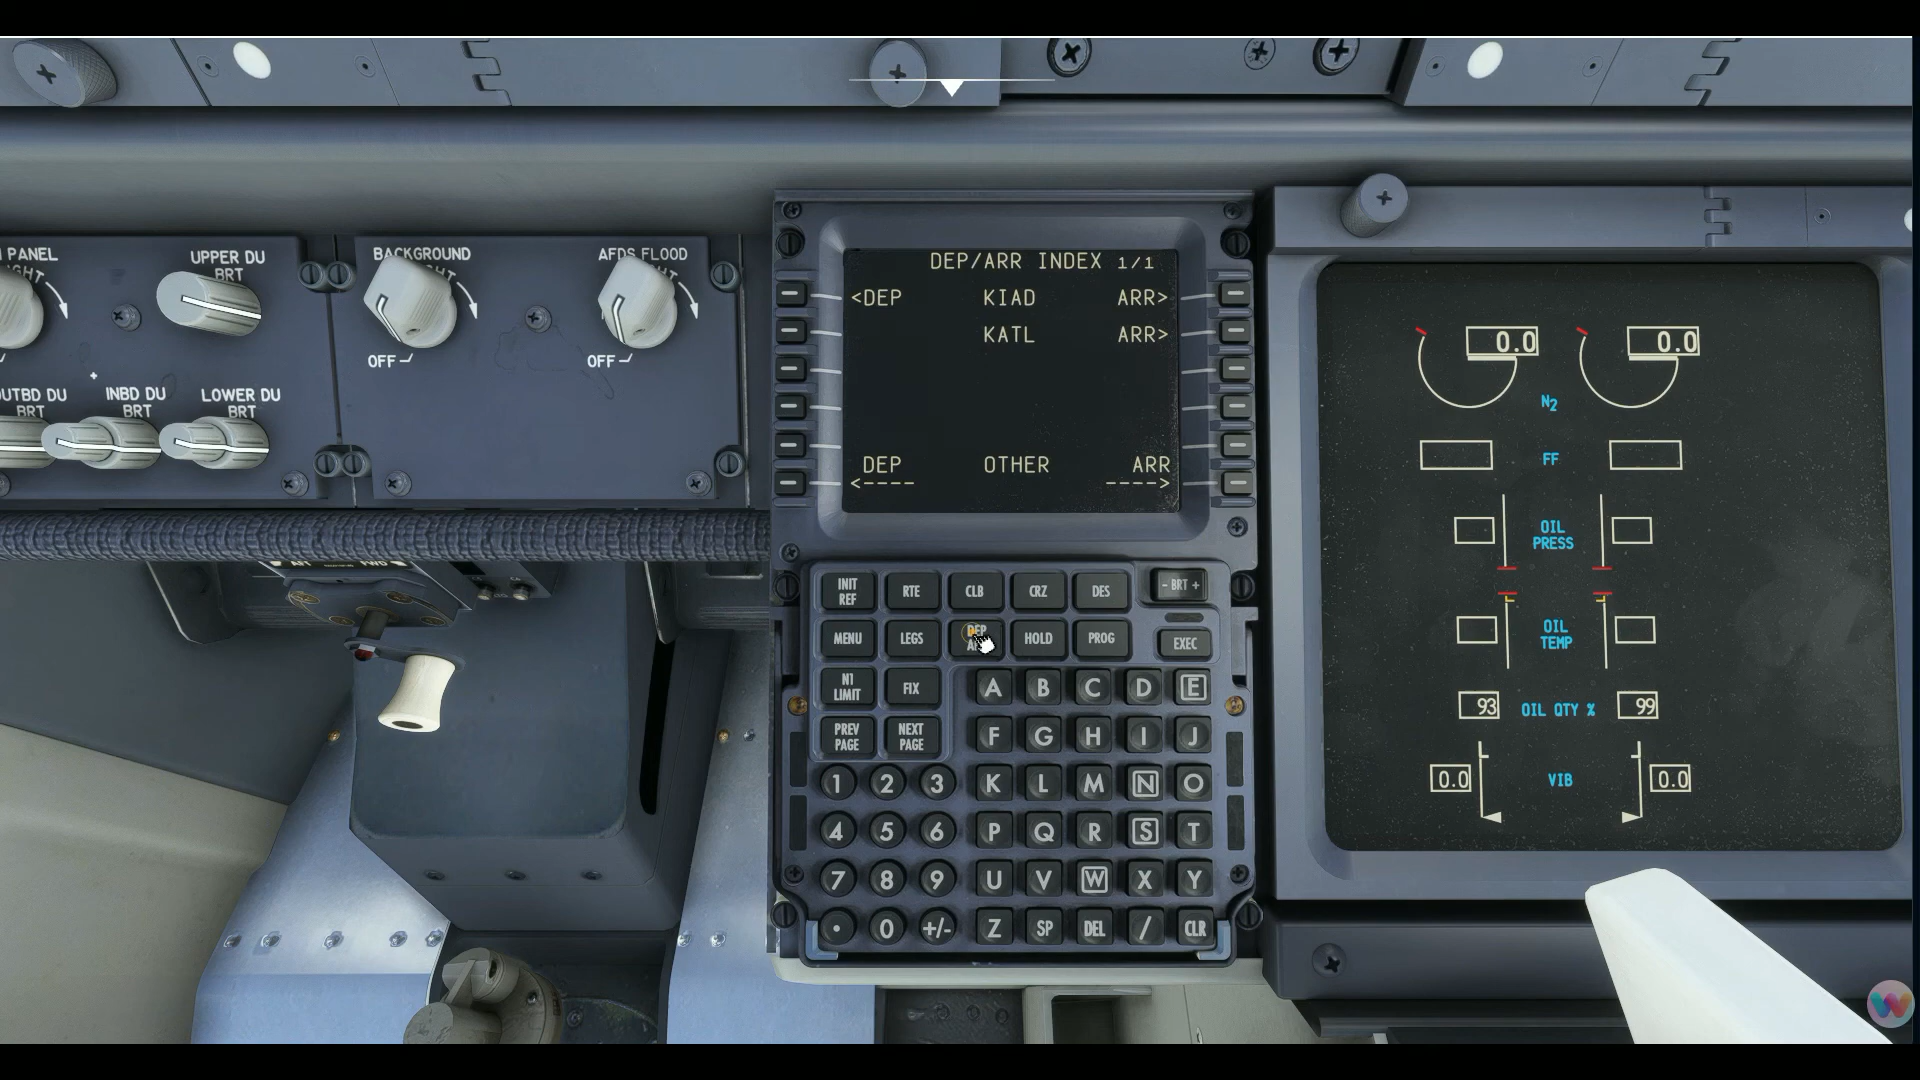 PANEL
UPPER DU
BRT
OUTBD DU
BRT
INBD DU
BRT
LOWER DU
BRT
BACKGROUND
OFF
AFDS FLOOD
OFF
DEP/ARR INDEX 1/1
<DEP KIAD ARR>
KATL ARR>
DEP OTHER ARR
<---- ---->
INIT
REF
RTE
CLB
CRZ
DES
- BRT +
MENU
LEGS
DEP
HOLD
PROG
EXEC
N1
LIMIT
FIX
A B C D E
PREV
PAGE
NEXT
PAGE
F G H I J
1 2 3 K L M N O
4 5 6 P Q R S T
7 8 9 U V W X Y
. 0 +/- Z SP DEL / CLR
0.0 0.0
N2
FF
OIL
PRESS
OIL
TEMP
93 OIL QTY % 99
0.0 VIB 0.0